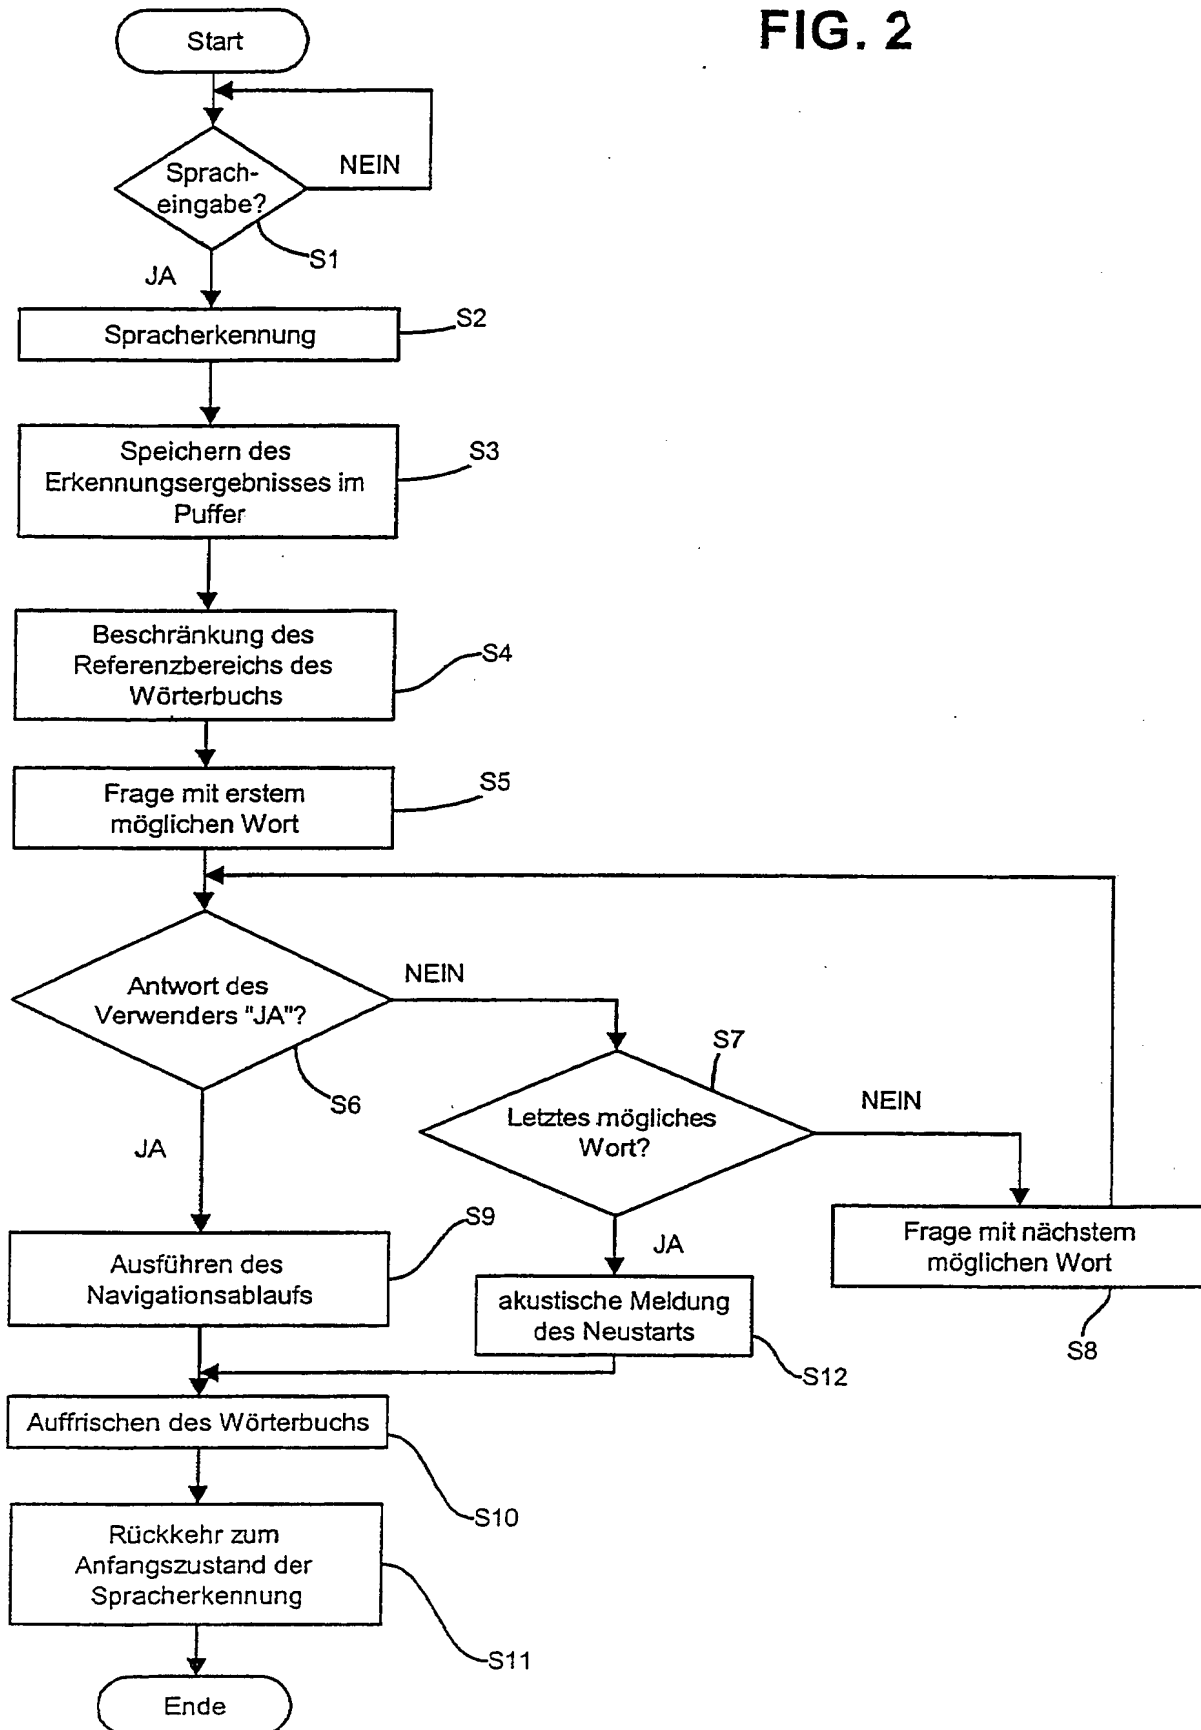 FIG. 2
Start
Sprach-
eingabe?
NEIN
S1
JA
Spracherkennung
S2
Speichern des
Erkennungsergebnisses im
Puffer
S3
Beschränkung des
Referenzbereichs des
Wörterbuchs
S4
Frage mit erstem
möglichen Wort
S5
Antwort des
Verwenders "JA"?
NEIN
S6
JA
Letztes mögliches
Wort?
S7
NEIN
JA
Frage mit nächstem
möglichen Wort
S8
Ausführen des
Navigationsablaufs
S9
akustische Meldung
des Neustarts
S12
Auffrischen des Wörterbuchs
S10
Rückkehr zum
Anfangszustand der
Spracherkennung
S11
Ende